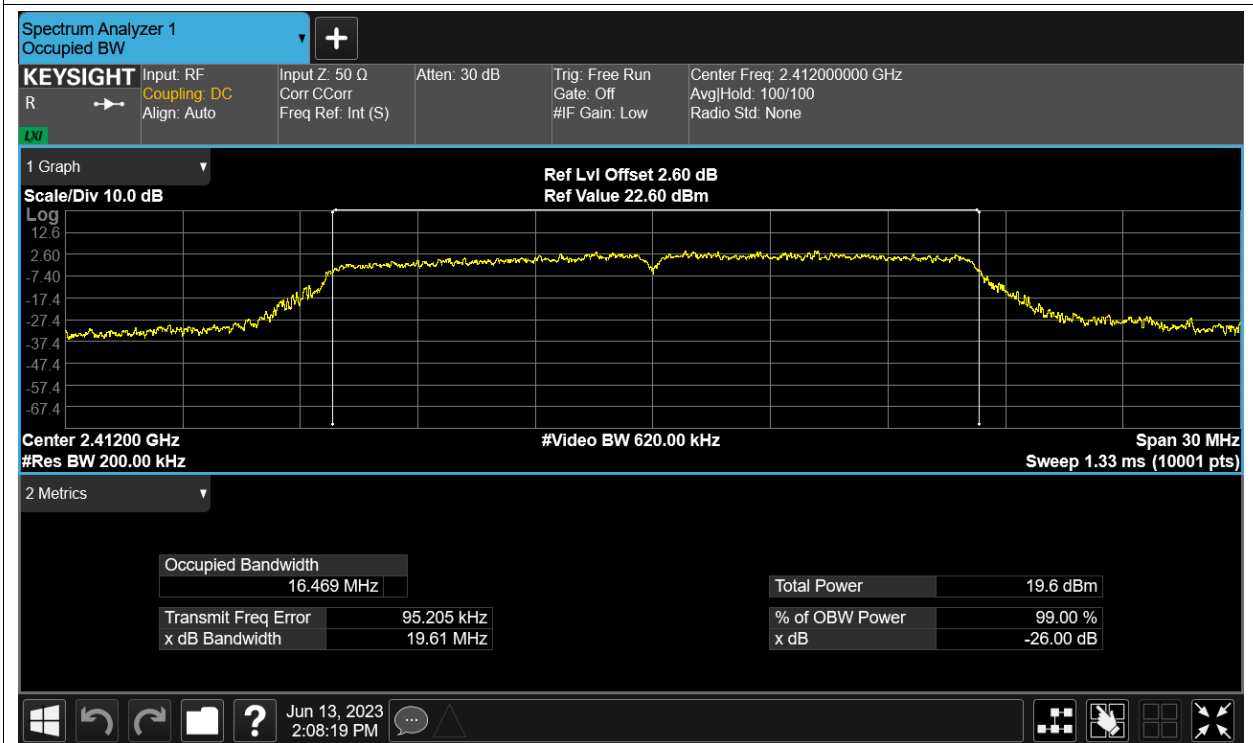 Spectrum Analyzer 1
Occupied BW
+
KEYSIGHT
R
LXI
Input: RF
Coupling: DC
Align: Auto
Input Z: 50 Ω
Corr CCorr
Freq Ref: Int (S)
Atten: 30 dB
Trig: Free Run
Gate: Off
#IF Gain: Low
Center Freq: 2.412000000 GHz
Avg|Hold: 100/100
Radio Std: None
1 Graph
Scale/Div 10.0 dB
Ref Lvl Offset 2.60 dB
Ref Value 22.60 dBm
Log
12.6
2.60
-7.40
-17.4
-27.4
-37.4
-47.4
-57.4
-67.4
Center 2.41200 GHz
#Video BW 620.00 kHz
Span 30 MHz
#Res BW 200.00 kHz
Sweep 1.33 ms (10001 pts)
2 Metrics
Occupied Bandwidth
16.469 MHz
Total Power 19.6 dBm
Transmit Freq Error 95.205 kHz
% of OBW Power 99.00 %
x dB Bandwidth 19.61 MHz
x dB -26.00 dB
?
Jun 13, 2023
2:08:19 PM